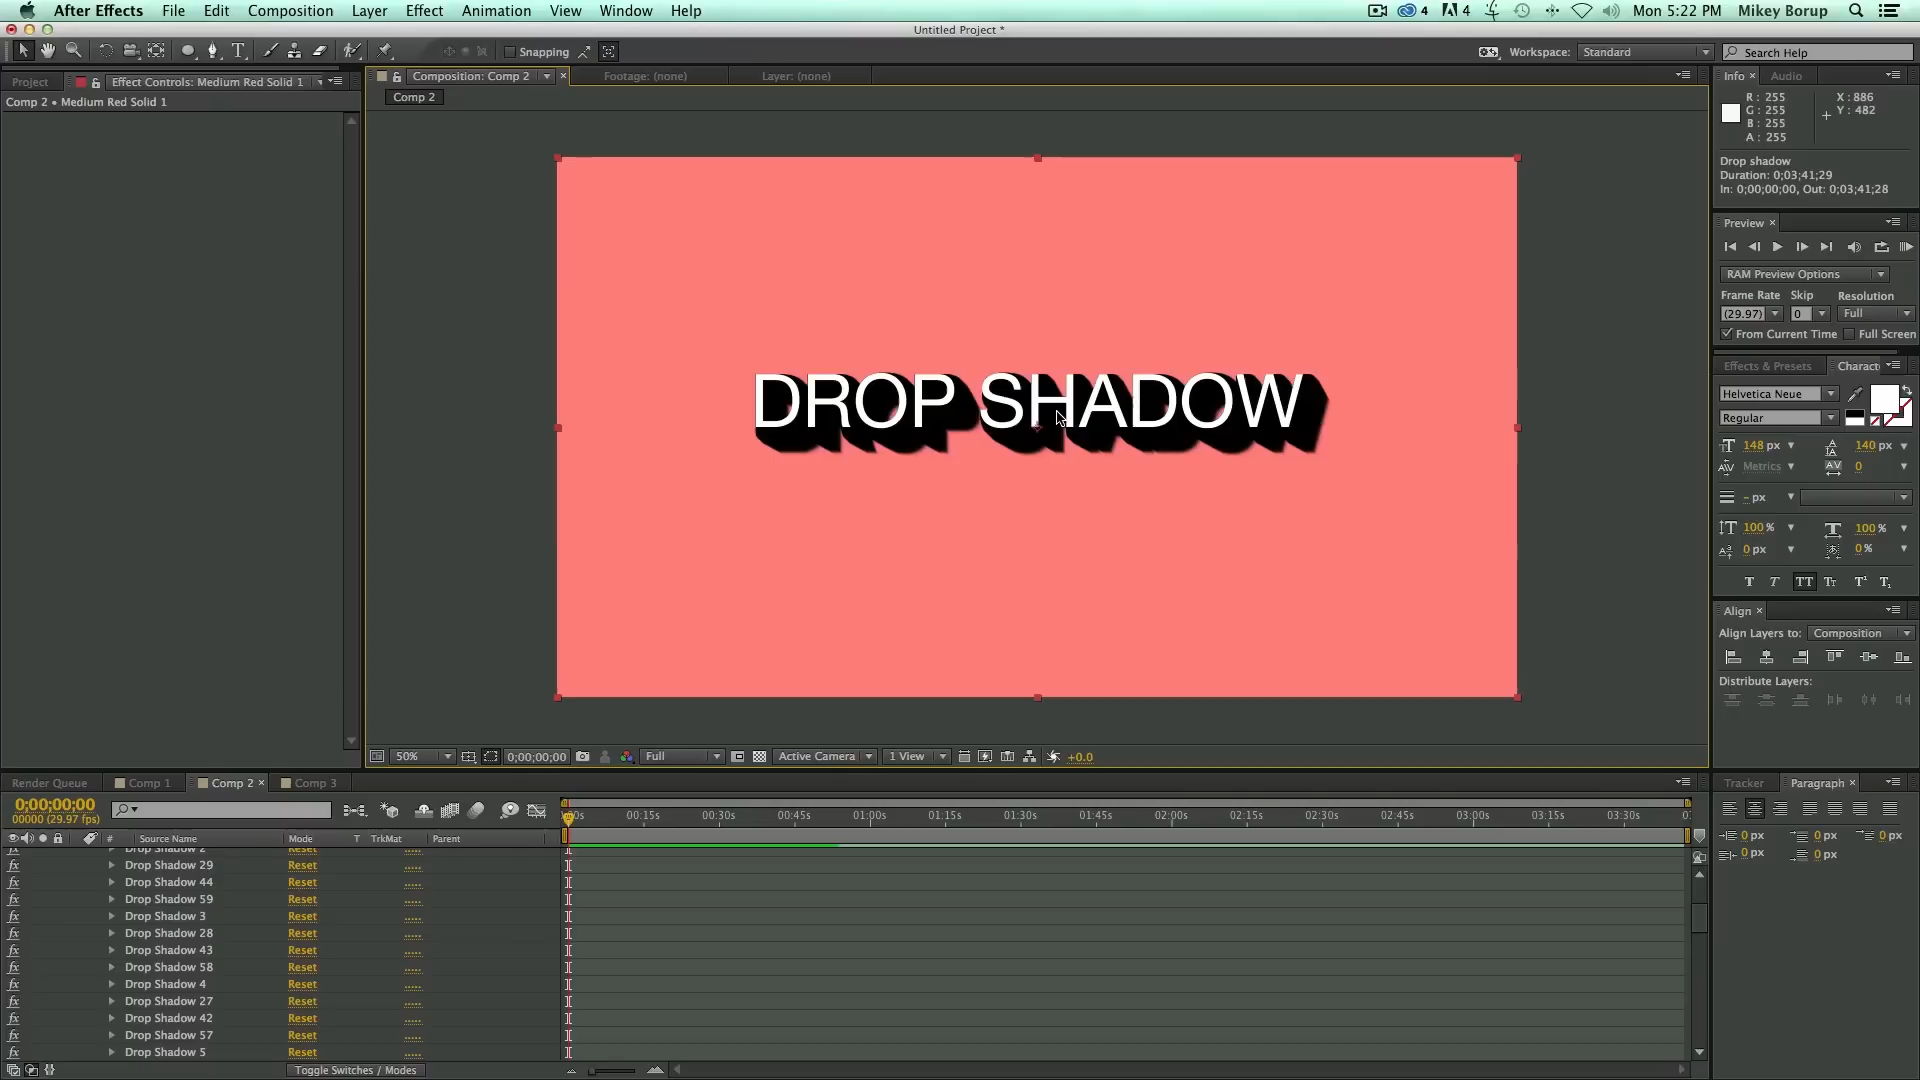 After Effects File Edit Composition Layer Effect Animation View Window Help 4 4 Mon 5:22 PM Mikey Borup
Untitled Project *
Snapping Workspace: Standard Search Help
Project Effect Controls: Medium Red Solid 1 Composition: Comp 2 Footage: (none) Layer: (none) Info Audio
Comp 2 • Medium Red Solid 1
Comp 2
R : 255 X : 886
G : 255 Y : 482
B : 255
A : 255
Drop shadow
Duration: 0;03;41;29
In: 0;00;00;00, Out: 0;03;41;28
Preview
RAM Preview Options
Frame Rate Skip Resolution
(29.97) 0 Full
From Current Time Full Screen
Effects & Presets Charact
Helvetica Neue
Regular
148 px 140 px
Metrics 0
- px
100 % 100 %
0 px 0 %
T T TT Tt T¹ T₁
Align
Align Layers to: Composition
Distribute Layers:
DROP SHADOW
50% 0;00;00;00 Full Active Camera 1 View +0.0
Render Queue Comp 1 Comp 2 Comp 3 Tracker Paragraph
0;00;00;00
00000 (29.97 fps)
00:15s 00:30s 00:45s 01:00s 01:15s 01:30s 01:45s 02:00s 02:15s 02:30s 02:45s 03:00s 03:15s 03:30s
# Source Name Mode T TrkMat Parent
0 px 0 px 0 px
0 px 0 px
Drop Shadow 2 Reset
Drop Shadow 29 Reset
Drop Shadow 44 Reset
Drop Shadow 59 Reset
Drop Shadow 3 Reset
Drop Shadow 28 Reset
Drop Shadow 43 Reset
Drop Shadow 58 Reset
Drop Shadow 4 Reset
Drop Shadow 27 Reset
Drop Shadow 42 Reset
Drop Shadow 57 Reset
Drop Shadow 5 Reset
Toggle Switches / Modes